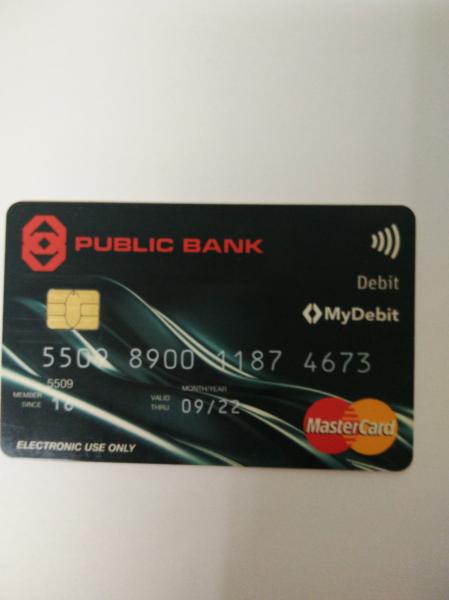 PUBLIC BANK
Debit
MyDebit
5509 8900 1187 4673
5509
MEMBER SINCE 16
MONTH/YEAR
VALID THRU 09/22
MasterCard
ELECTRONIC USE ONLY